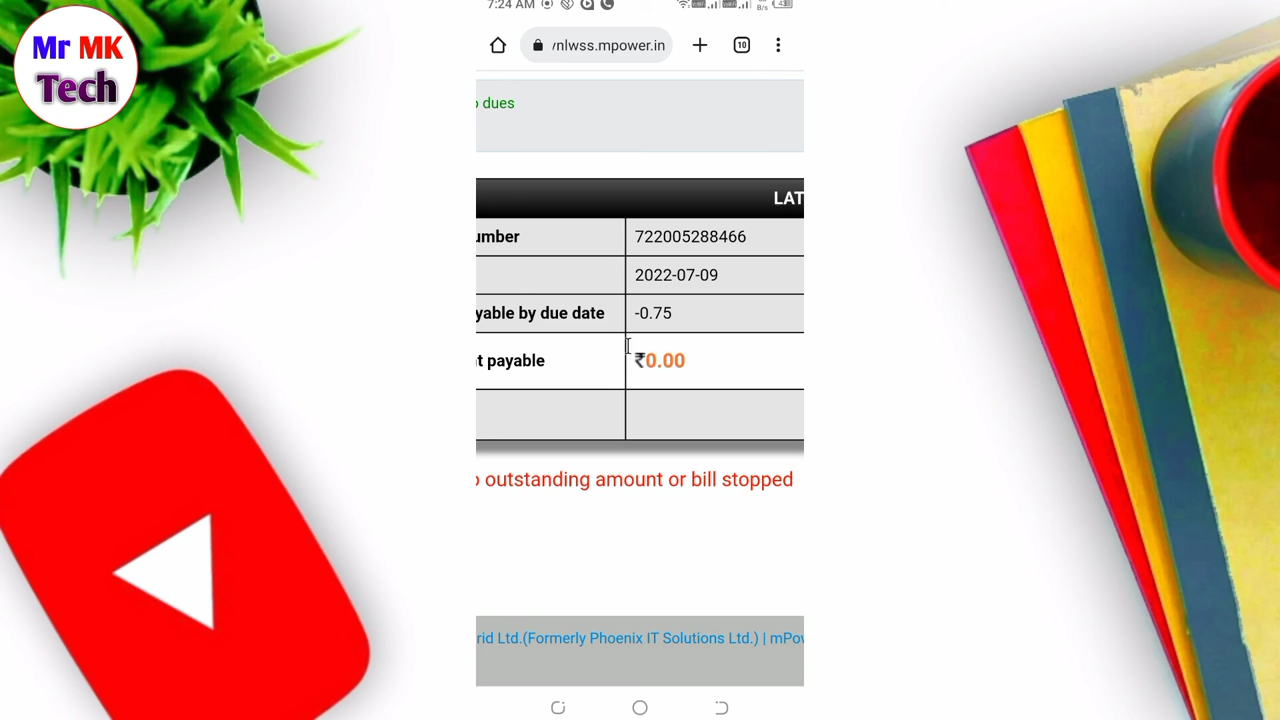 Mr MK
Tech
7:24 AM
vnlwss.mpower.in
10
dues
LAT
umber
722005288466
2022-07-09
yable by due date
-0.75
t payable
₹0.00
outstanding amount or bill stopped
rid Ltd.(Formerly Phoenix IT Solutions Ltd.) | mPow